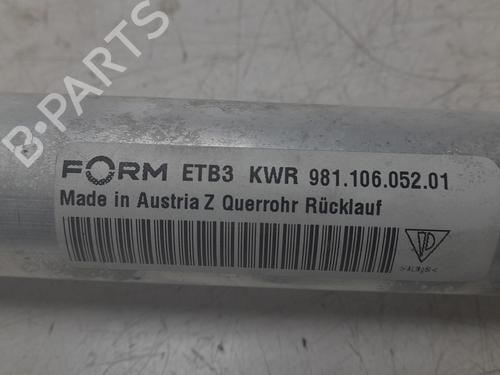 B-PARTS
FORM ETB3 KWR 981.106.052.01
Made in Austria Z Querrohr Rücklauf